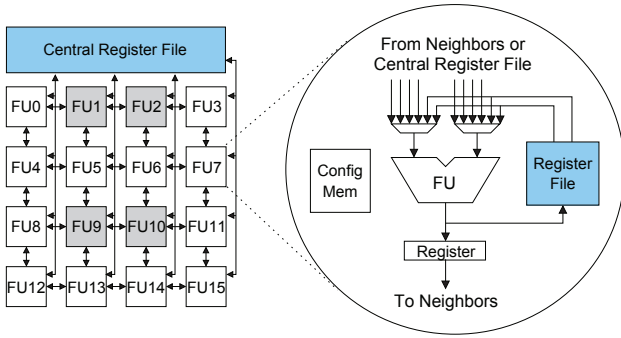 Central Register File
FU0 FU1 FU2 FU3
FU4 FU5 FU6 FU7
FU8 FU9 FU10 FU11
FU12 FU13 FU14 FU15
From Neighbors or
Central Register File
Config
Mem
FU
Register
File
Register
To Neighbors